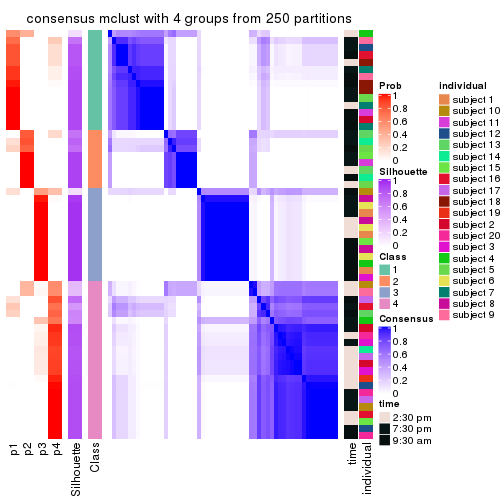 consensus mclust with 4 groups from 250 partitions
p1
p2
p3
p4
Silhouette
Class
time
individual
Prob
1
0.8
0.6
0.4
0.2
0
Silhouette
1
0.8
0.6
0.4
0.2
0
Class
1
2
3
4
Consensus
1
0.8
0.6
0.4
0.2
0
time
2:30 pm
7:30 pm
9:30 am
individual
subject 1
subject 10
subject 11
subject 12
subject 13
subject 14
subject 15
subject 16
subject 17
subject 18
subject 19
subject 2
subject 20
subject 3
subject 4
subject 5
subject 6
subject 7
subject 8
subject 9